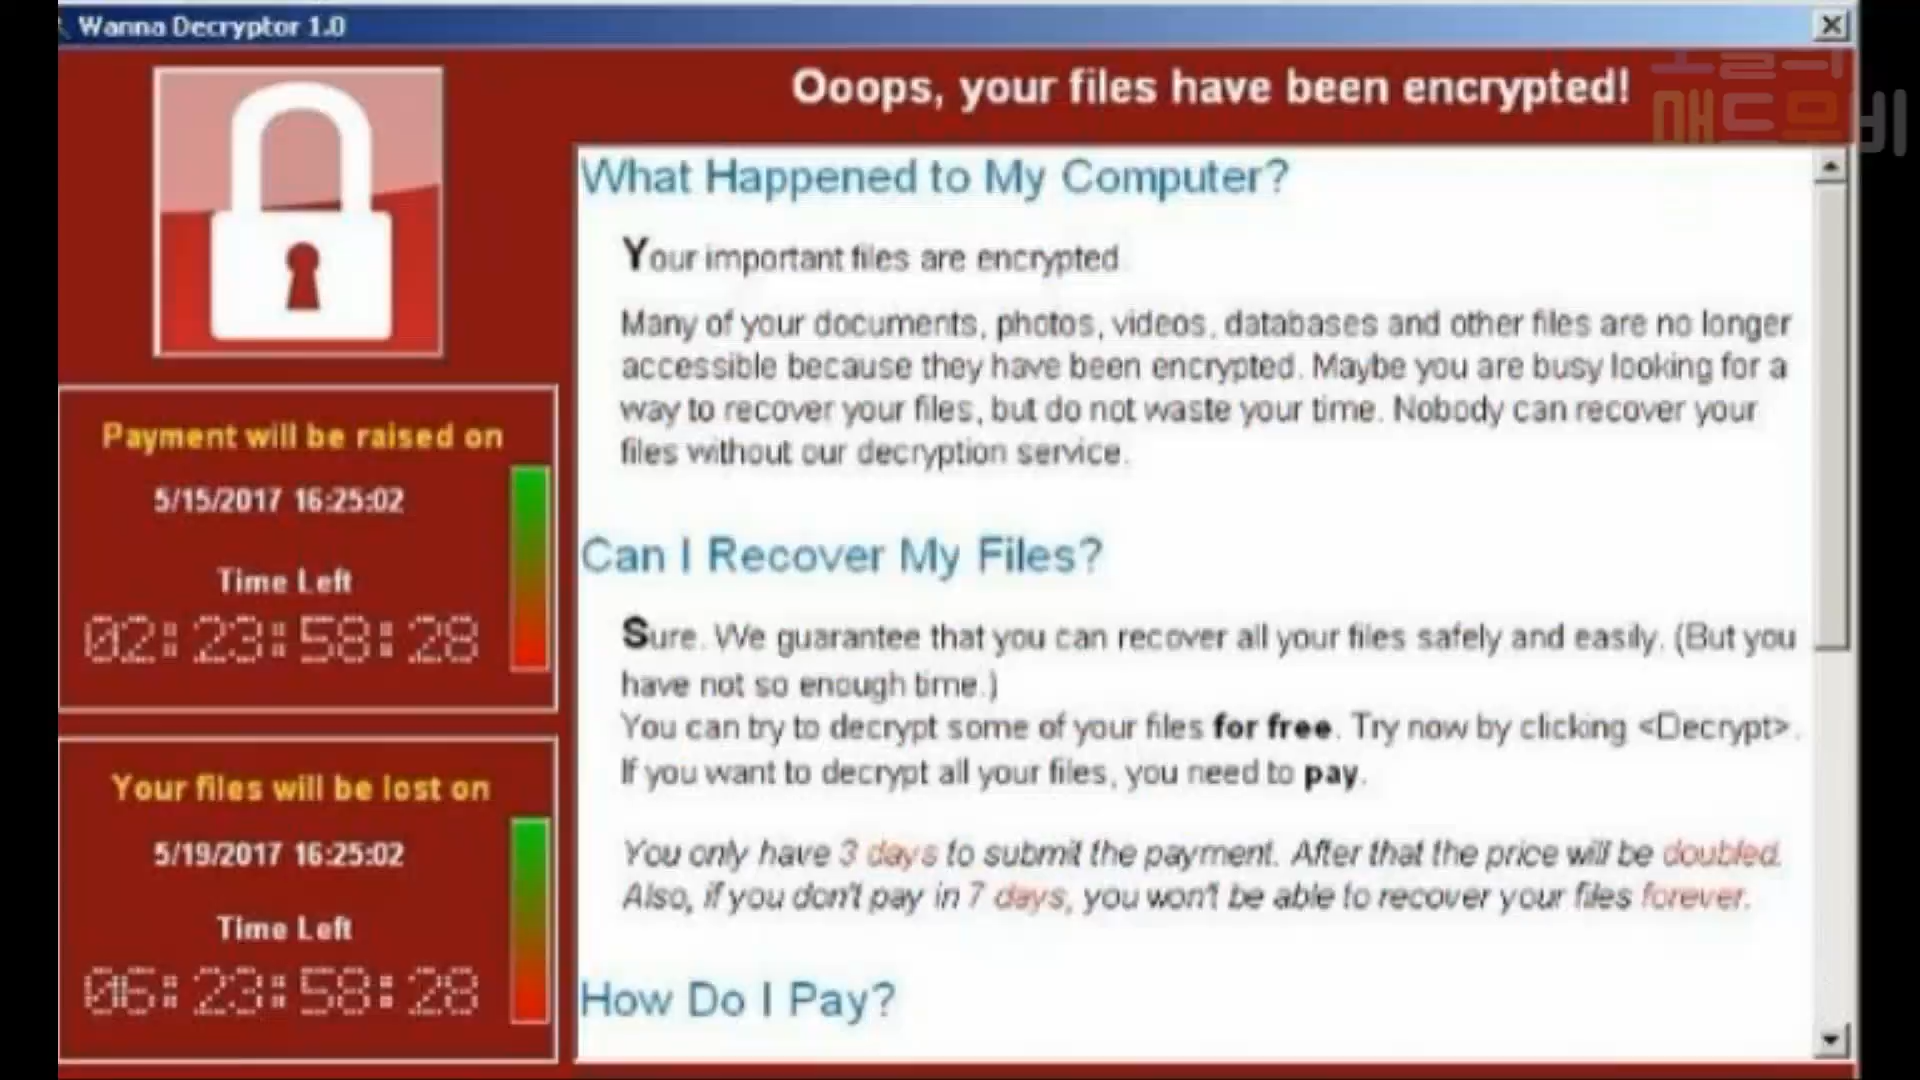 Wanna Decryptor 1.0
Ooops, your files have been encrypted!
매드무비
What Happened to My Computer?
Your important files are encrypted.
Many of your documents, photos, videos, databases and other files are no longer
accessible because they have been encrypted. Maybe you are busy looking for a
way to recover your files, but do not waste your time. Nobody can recover your
files without our decryption service.
Can I Recover My Files?
Sure. We guarantee that you can recover all your files safely and easily. (But you
have not so enough time.)
You can try to decrypt some of your files for free. Try now by clicking <Decrypt>.
If you want to decrypt all your files, you need to pay.
You only have 3 days to submit the payment. After that the price will be doubled.
Also, if you don't pay in 7 days, you won't be able to recover your files forever.
How Do I Pay?
Payment will be raised on
5/15/2017 16:25:02
Time Left
02:23:58:28
Your files will be lost on
5/19/2017 16:25:02
Time Left
06:23:58:28